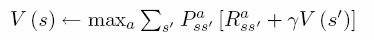 V (s) ← max_a ∑_{s'} P^a_{ss'} [R^a_{ss'} + γV (s')]